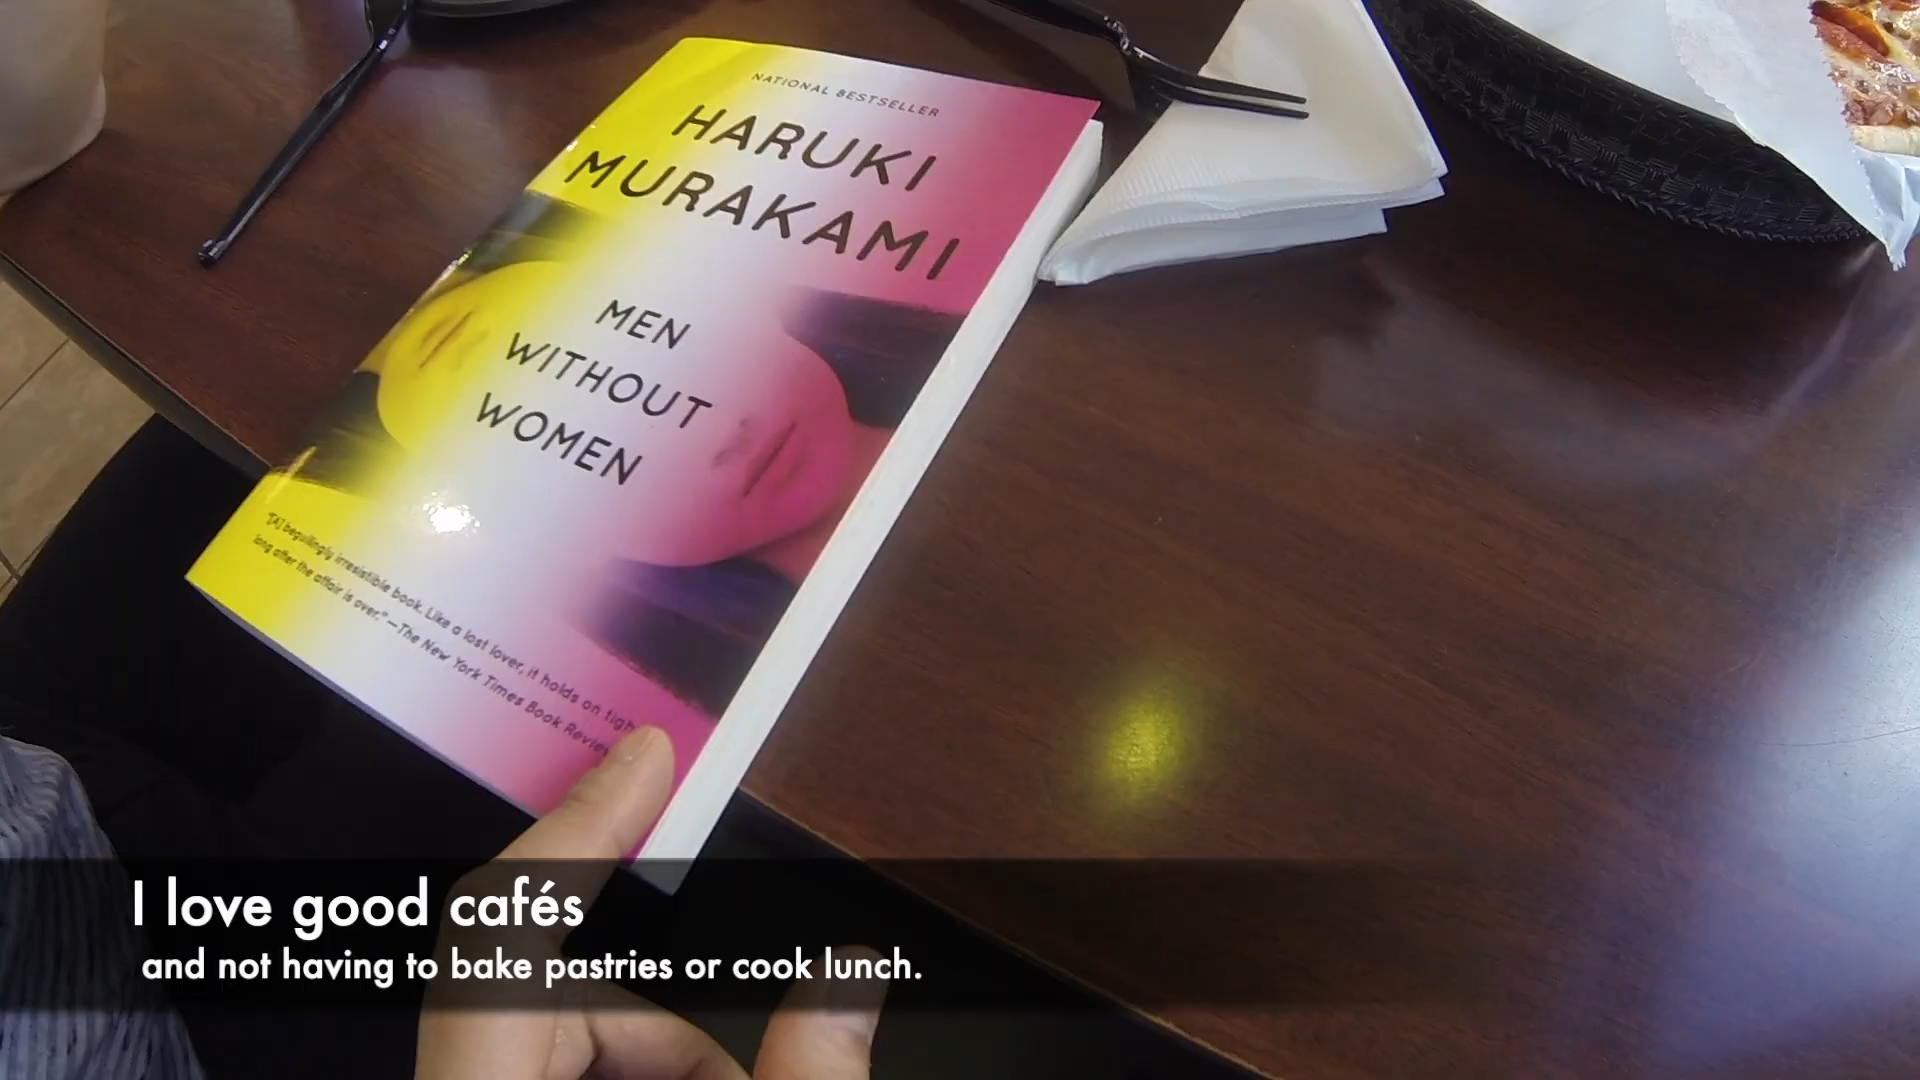 NATIONAL BESTSELLER
HARUKI
MURAKAMI
MEN
WITHOUT
WOMEN
"[A] beguilingly irresistible book. Like a lost lover, it holds on tight
long after the affair is over." —The New York Times Book Review
I love good cafés
and not having to bake pastries or cook lunch.